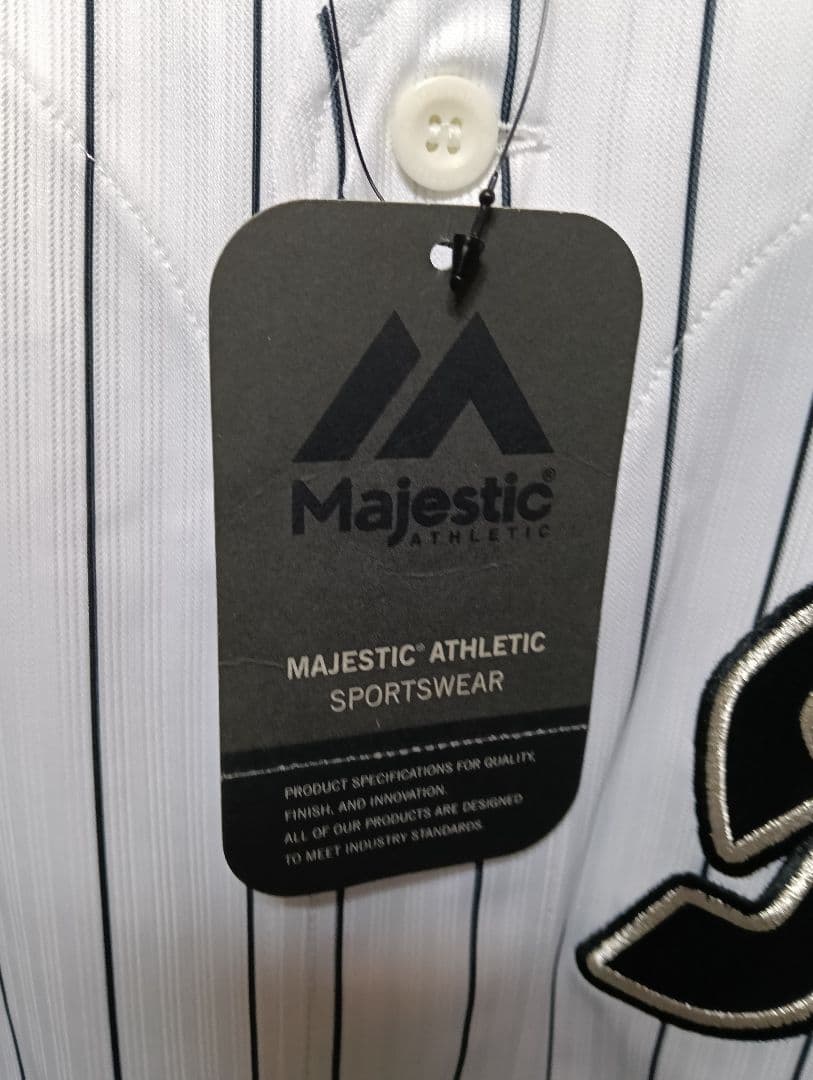 Majestic®
ATHLETIC
MAJESTIC® ATHLETIC
SPORTSWEAR
PRODUCT SPECIFICATIONS FOR QUALITY,
FINISH, AND INNOVATION.
ALL OF OUR PRODUCTS ARE DESIGNED
TO MEET INDUSTRY STANDARDS.